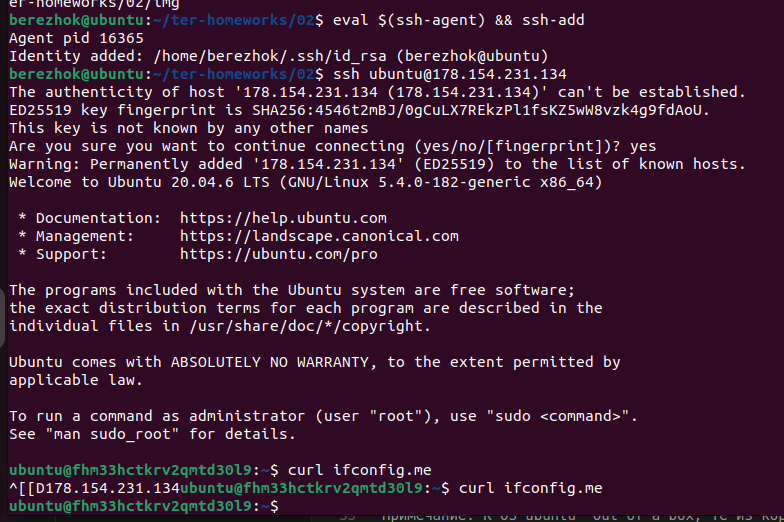 er-homeworks/02/img
berezhok@ubuntu:~/ter-homeworks/02$ eval $(ssh-agent) && ssh-add
Agent pid 16365
Identity added: /home/berezhok/.ssh/id_rsa (berezhok@ubuntu)
berezhok@ubuntu:~/ter-homeworks/02$ ssh ubuntu@178.154.231.134
The authenticity of host '178.154.231.134 (178.154.231.134)' can't be established.
ED25519 key fingerprint is SHA256:4546t2mBJ/0gCuLX7REkzPl1fsKZ5wW8vzk4g9fdAoU.
This key is not known by any other names
Are you sure you want to continue connecting (yes/no/[fingerprint])? yes
Warning: Permanently added '178.154.231.134' (ED25519) to the list of known hosts.
Welcome to Ubuntu 20.04.6 LTS (GNU/Linux 5.4.0-182-generic x86_64)
* Documentation:  https://help.ubuntu.com
* Management:     https://landscape.canonical.com
* Support:        https://ubuntu.com/pro
The programs included with the Ubuntu system are free software;
the exact distribution terms for each program are described in the
individual files in /usr/share/doc/*/copyright.
Ubuntu comes with ABSOLUTELY NO WARRANTY, to the extent permitted by
applicable law.
To run a command as administrator (user "root"), use "sudo <command>".
See "man sudo_root" for details.
ubuntu@fhm33hctkrv2qmtd30l9:~$ curl ifconfig.me
^[[D178.154.231.134ubuntu@fhm33hctkrv2qmtd30l9:~$ curl ifconfig.me
ubuntu@fhm33hctkrv2qmtd30l9:~$